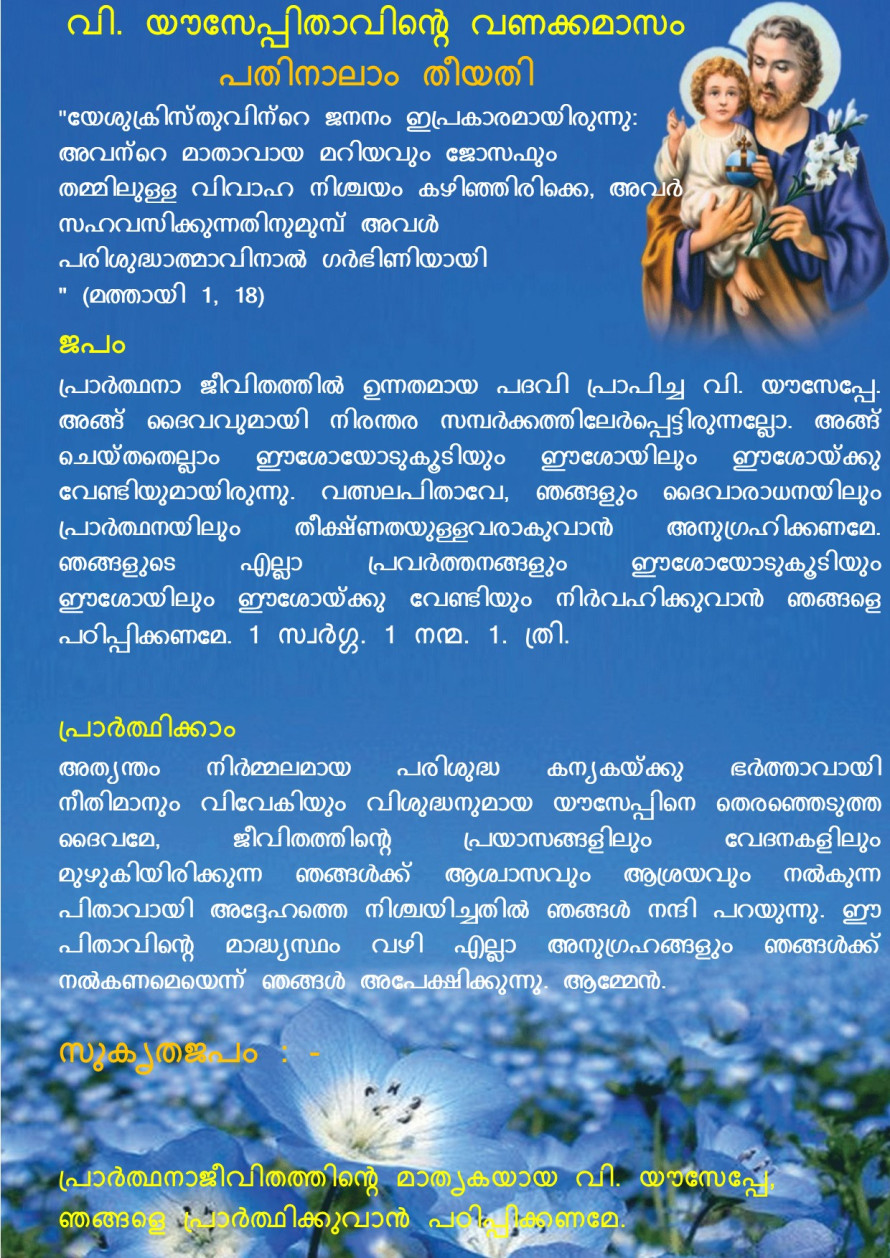 വി. യൗസേപ്പിതാവിന്റെ വണക്കമാസം
പതിനാലാം തീയതി
"യേശുക്രിസ്തുവിന്റെ ജനനം ഇപ്രകാരമായിരുന്നു:
അവന്റെ മാതാവായ മറിയവും ജോസഫും
തമ്മിലുള്ള വിവാഹ നിശ്ചയം കഴിഞ്ഞിരിക്കെ, അവർ
സഹവസിക്കുന്നതിനുമുമ്പ് അവൾ
പരിശുദ്ധാത്മാവിനാൽ ഗർഭിണിയായി
" (മത്തായി 1, 18)
ജപം
പ്രാർത്ഥനാ ജീവിതത്തിൽ ഉന്നതമായ പദവി പ്രാപിച്ച വി. യൗസേപ്പേ.
അങ്ങ് ദൈവവുമായി നിരന്തര സമ്പർക്കത്തിലേർപ്പെട്ടിരുന്നല്ലോ. അങ്ങ്
ചെയ്തതെല്ലാം ഈശോയോടുകൂടിയും ഈശോയിലും ഈശോയ്ക്കു
വേണ്ടിയുമായിരുന്നു. വത്സലപിതാവേ, ഞങ്ങളും ദൈവാരാധനയിലും
പ്രാർത്ഥനയിലും തീക്ഷ്ണതയുള്ളവരാകുവാൻ അനുഗ്രഹിക്കണമേ.
ഞങ്ങളുടെ എല്ലാ പ്രവർത്തനങ്ങളും ഈശോയോടുകൂടിയും
ഈശോയിലും ഈശോയ്ക്കു വേണ്ടിയും നിർവഹിക്കുവാൻ ഞങ്ങളെ
പഠിപ്പിക്കണമേ. 1 സ്വർഗ്ഗ. 1 നന്മ. 1. ത്രി.
പ്രാർത്ഥിക്കാം
അത്യന്തം നിർമ്മലമായ പരിശുദ്ധ കന്യകയ്ക്കു ഭർത്താവായി
നീതിമാനും വിവേകിയും വിശുദ്ധനുമായ യൗസേപ്പിനെ തെരഞ്ഞെടുത്ത
ദൈവമേ, ജീവിതത്തിന്റെ പ്രയാസങ്ങളിലും വേദനകളിലും
മുഴുകിയിരിക്കുന്ന ഞങ്ങൾക്ക് ആശ്വാസവും ആശ്രയവും നൽകുന്ന
പിതാവായി അദ്ദേഹത്തെ നിശ്ചയിച്ചതിൽ ഞങ്ങൾ നന്ദി പറയുന്നു. ഈ
പിതാവിന്റെ മാദ്ധ്യസ്ഥം വഴി എല്ലാ അനുഗ്രഹങ്ങളും ഞങ്ങൾക്ക്
നൽകണമെയെന്ന് ഞങ്ങൾ അപേക്ഷിക്കുന്നു. ആമ്മേൻ.
സുകൃതജപം : -
പ്രാർത്ഥനാജീവിതത്തിന്റെ മാതൃകയായ വി. യൗസേപ്പേ,
ഞങ്ങളെ പ്രാർത്ഥിക്കുവാൻ പഠിപ്പിക്കണമേ.